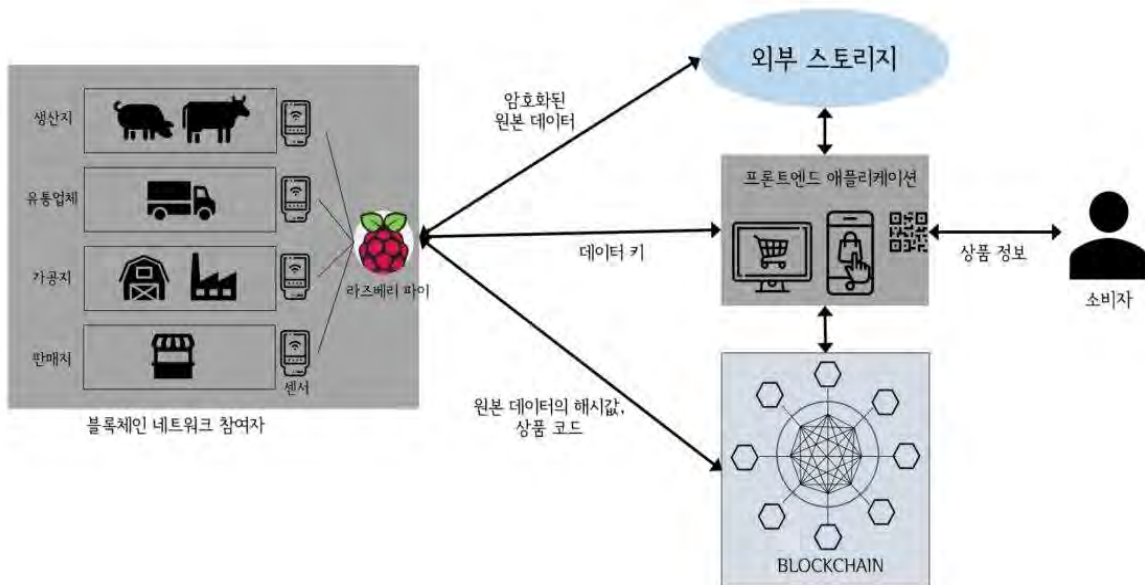 외부 스토리지
암호화된
원본 데이터
생산지
유통업체
가공지
판매지
라즈베리 파이
센서
블록체인 네트워크 참여자
프론트엔드 애플리케이션
데이터 키
상품 정보
소비자
원본 데이터의 해시값,
상품 코드
BLOCKCHAIN